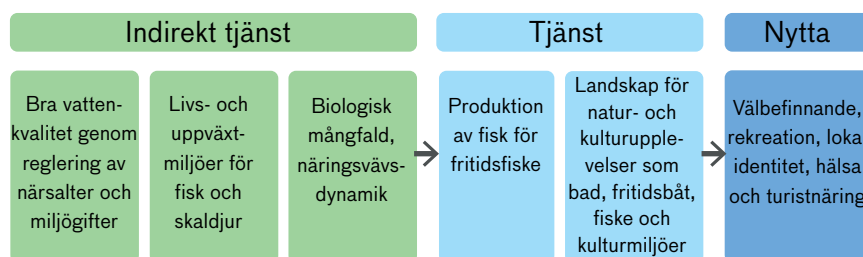 Indirekt tjänst
Tjänst
Nytta
Bra vatten-
kvalitet genom
reglering av
närsalter och
miljögifter
Livs- och
uppväxt-
miljöer för
fisk och
skaldjur
Biologisk
mångfald,
näringsvävs-
dynamik
Produktion
av fisk för
fritidsfiske
Landskap för
natur- och
kulturupple-
velser som
bad, fritidsbåt,
fiske och
kulturmiljöer
Välbefinnande,
rekreation, loka
identitet, hälsa
och turistnäring